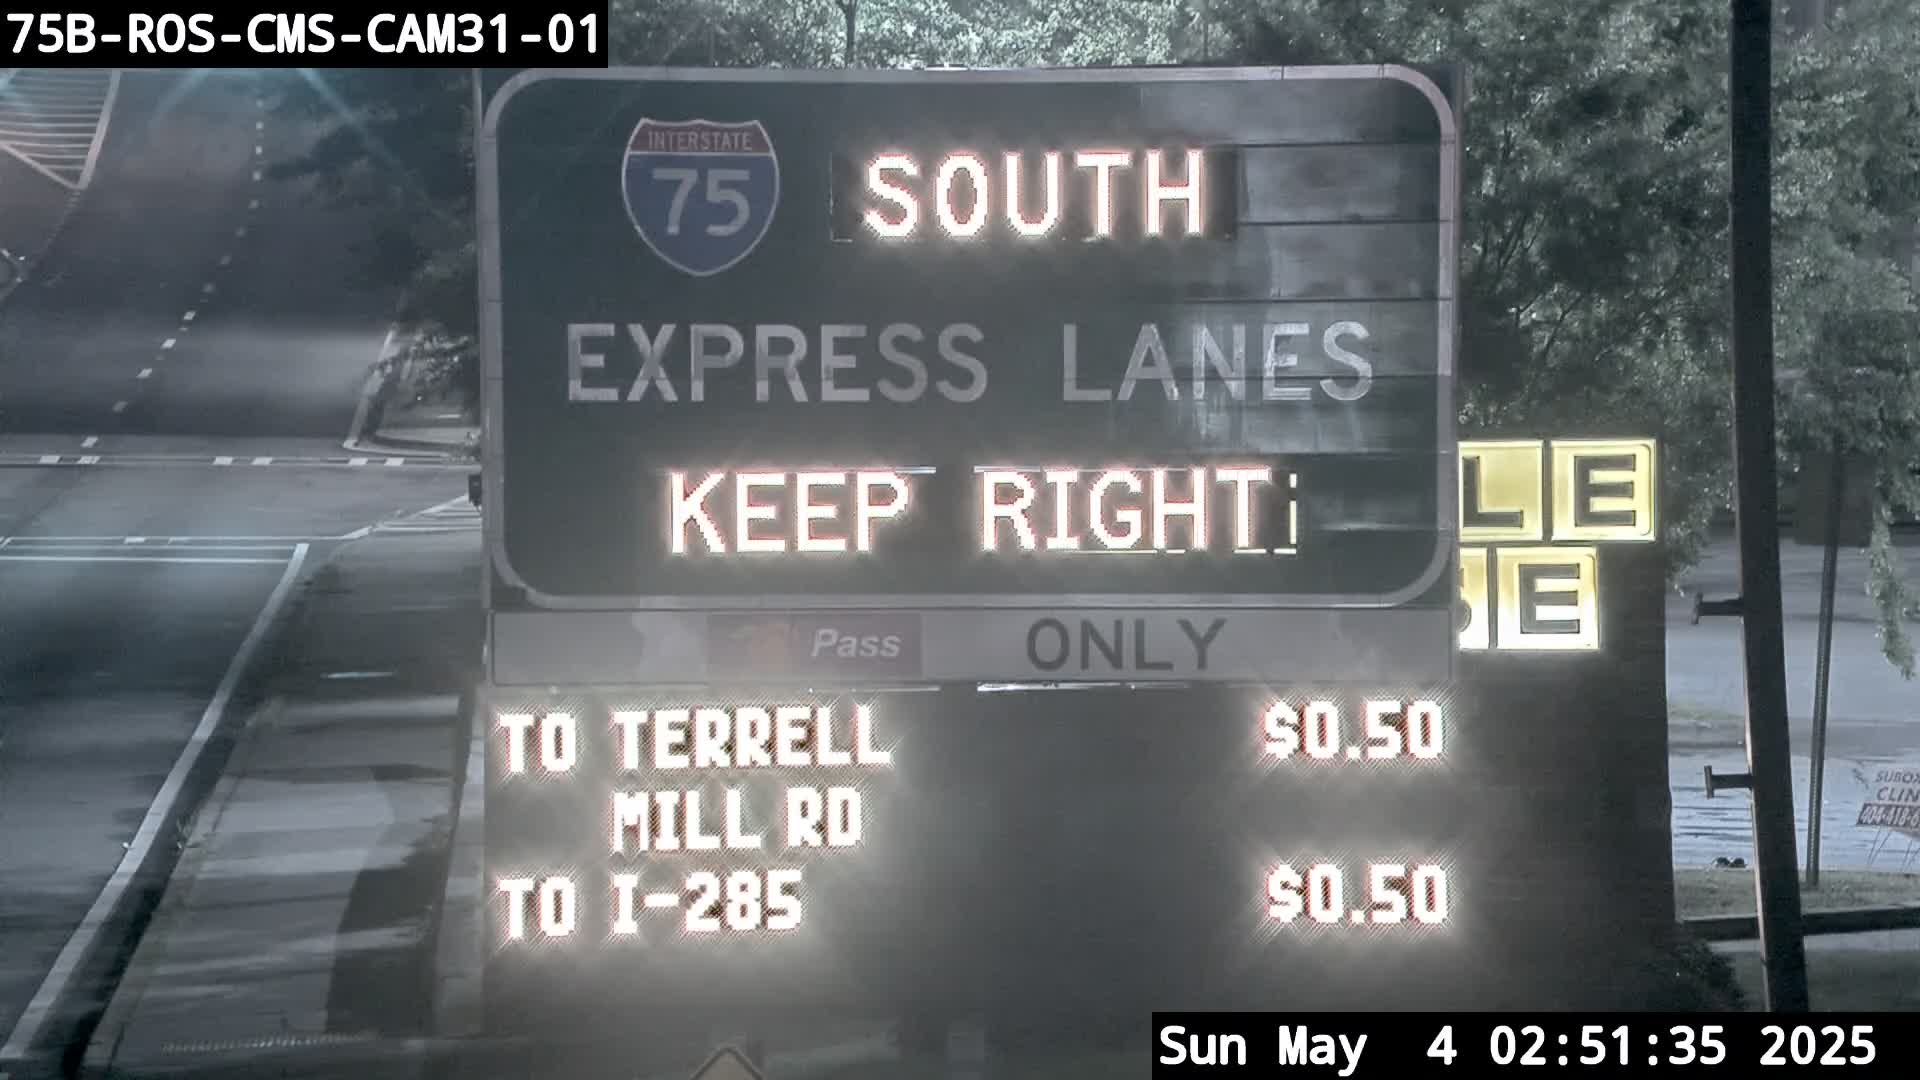 75B-ROS-CMS-CAM31-01
INTERSTATE
75
SOUTH
EXPRESS LANES
KEEP RIGHT
Pass ONLY
TO TERRELL $0.50
MILL RD
TO I-285 $0.50
LE
E
Sun May 4 02:51:35 2025